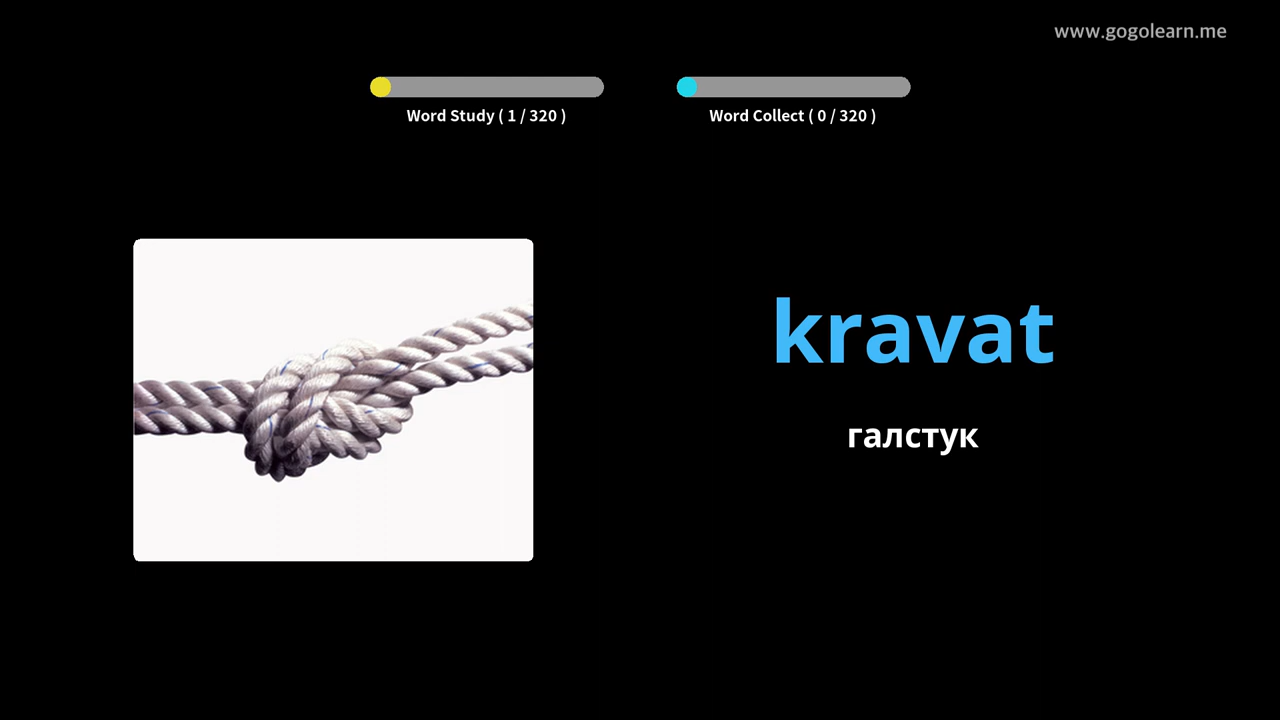 www.gogolearn.me
Word Study ( 1 / 320 )
Word Collect ( 0 / 320 )
kravat
галстук